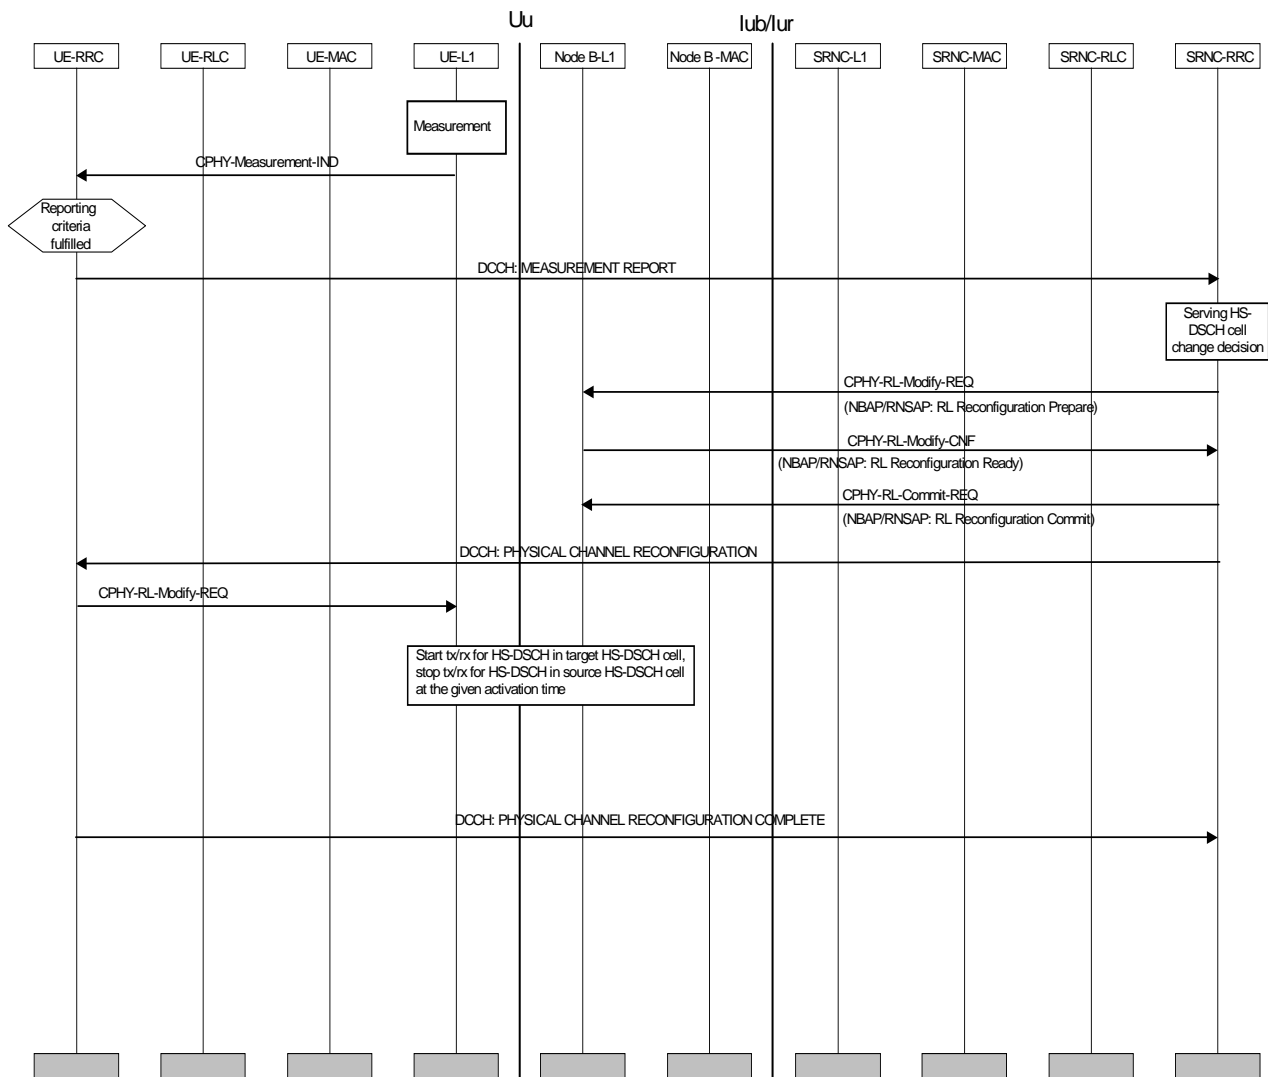 Uu
Iub/Iur
UE-RRC
UE-RLC
UE-MAC
UE-L1
Node B-L1
Node B -MAC
SRNC-L1
SRNC-MAC
SRNC-RLC
SRNC-RRC
Measurement
CPHY-Measurement-IND
Reporting
criteria
fulfilled
DCCH: MEASUREMENT REPORT
Serving HS-
DSCH cell
change decision
CPHY-RL-Modify-REQ
(NBAP/RNSAP: RL Reconfiguration Prepare)
CPHY-RL-Modify-CNF
(NBAP/RNSAP: RL Reconfiguration Ready)
CPHY-RL-Commit-REQ
(NBAP/RNSAP: RL Reconfiguration Commit)
DCCH: PHYSICAL CHANNEL RECONFIGURATION
CPHY-RL-Modify-REQ
Start tx/rx for HS-DSCH in target HS-DSCH cell,
stop tx/rx for HS-DSCH in source HS-DSCH cell
at the given activation time
DCCH: PHYSICAL CHANNEL RECONFIGURATION COMPLETE